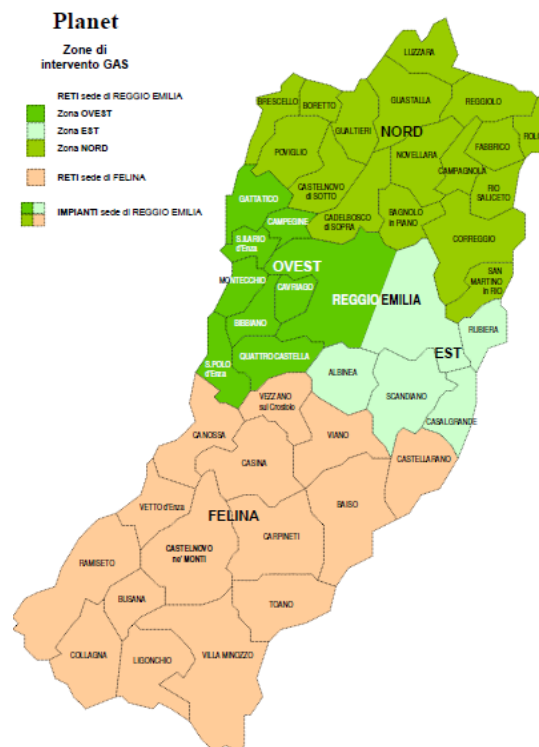 Planet
Zone di
intervento GAS
RETI sede di REGGIO EMILIA
Zona OVEST
Zona EST
Zona NORD
RETI sede di FELINA
IMPIANTI sede di REGGIO EMILIA
LUZZARA
BRESCELLO
BORETTO
GUASTALLA
REGGIOLO
GUALTIERI
NORD
ROLO
FABBRICO
POVIGLIO
NOVELLARA
CAMPAGNOLA
CASTELNOVO
di SOTTO
RIO
SALICETO
GATTATICO
CAMPEGINE
CADELBOSCO
di SOPRA
BAGNOLO
in PIANO
S.ILARIO
d'Enza
CORREGGIO
OVEST
MONTECCHIO
CAVRIAGO
SAN
MARTINO
in RIO
REGGIO EMILIA
BIBBIANO
RUBIERA
EST
S.POLO
d'Enza
QUATTRO CASTELLA
ALBINEA
SCANDIANO
VEZZANO
sul Crostolo
CASALGRANDE
CANOSSA
VIANO
CASINA
CASTELLARANO
VETTO d'Enza
BAISO
FELINA
CARPINETI
CASTELNOVO
ne' MONTI
RAMISETO
BUSANA
TOANO
COLLAGNA
LIGONCHIO
VILLA MINOZZO